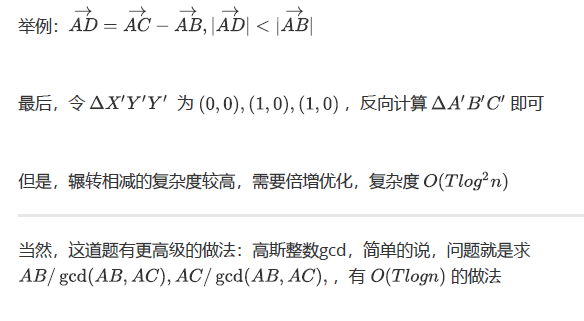 举例：$\overrightarrow{AD} = \overrightarrow{AC} - \overrightarrow{AB}, |\overrightarrow{AD}| < |\overrightarrow{AB}|$
最后，令 $\Delta X'Y'Y'$ 为 $(0,0),(1,0),(1,0)$ ，反向计算 $\Delta A'B'C'$ 即可
但是，辗转相减的复杂度较高，需要倍增优化，复杂度 $O(Tlog^2n)$
当然，这道题有更高级的做法：高斯整数gcd，简单的说，问题就是求
$AB/\gcd(AB, AC), AC/\gcd(AB, AC),$ ，有 $O(Tlogn)$ 的做法